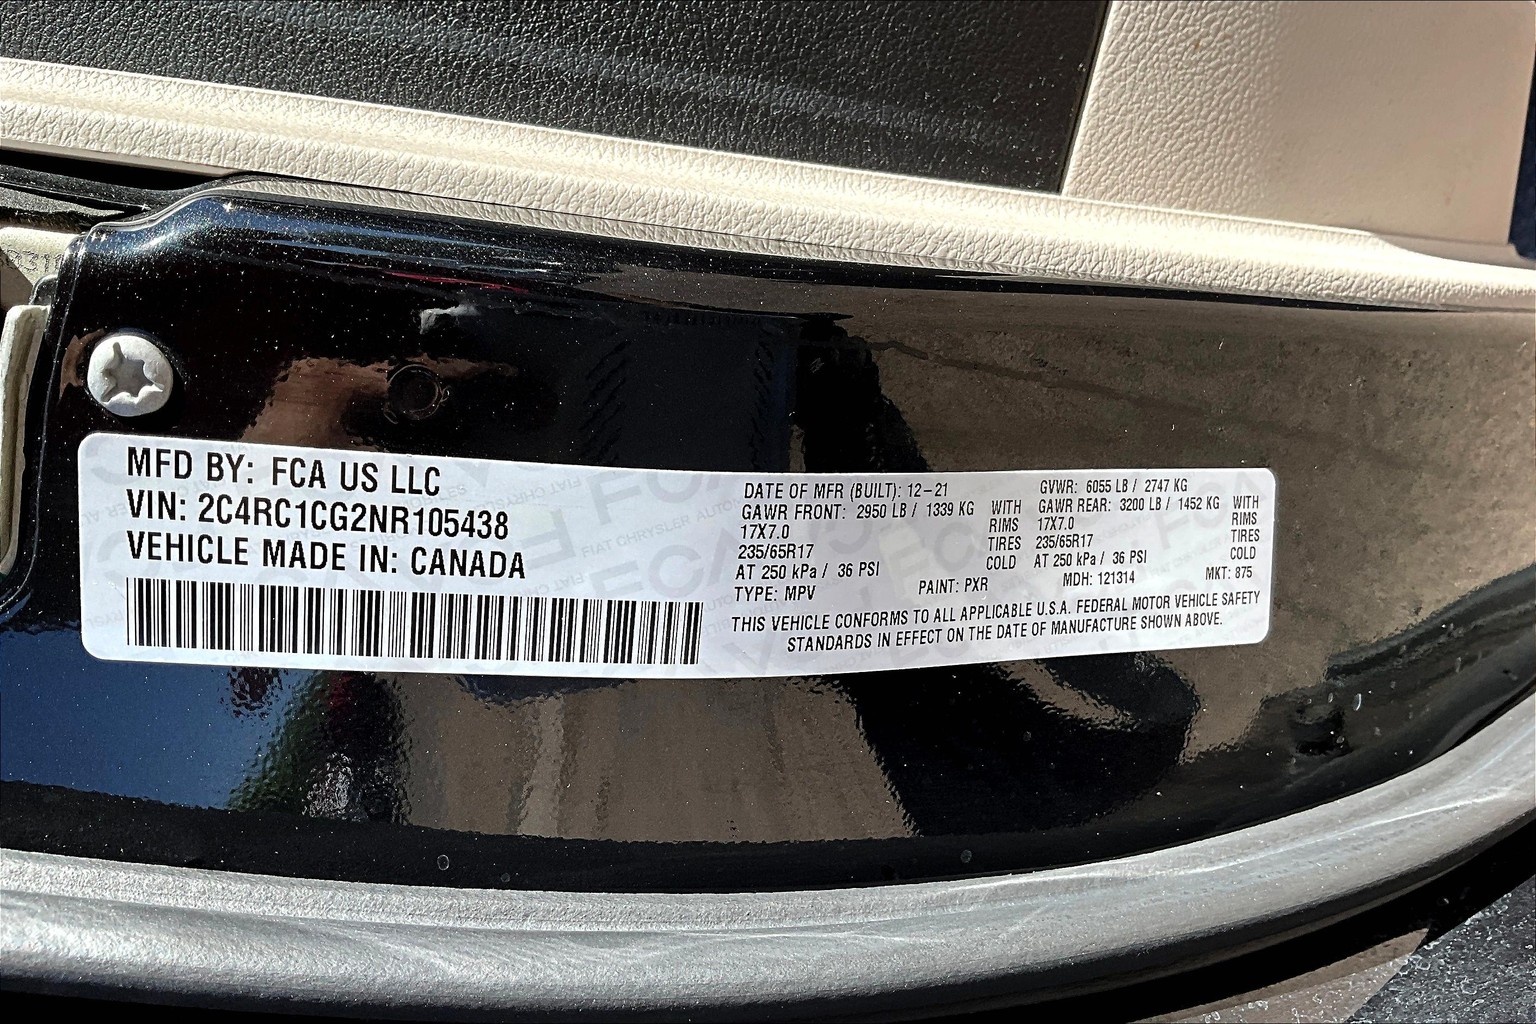 MFD BY: FCA US LLC
VIN: 2C4RC1CG2NR105438
VEHICLE MADE IN: CANADA
DATE OF MFR (BUILT): 12-21
GAWR FRONT: 2950 LB / 1339 KG WITH
17X7.0 RIMS
235/65R17 TIRES
AT 250 kPa / 36 PSI COLD
TYPE: MPV
GVWR: 6055 LB / 2747 KG
GAWR REAR: 3200 LB / 1452 KG WITH
17X7.0 RIMS
235/65R17 TIRES
AT 250 kPa / 36 PSI COLD
PAINT: PXR MDH: 121314 MKT: 875
THIS VEHICLE CONFORMS TO ALL APPLICABLE U.S.A. FEDERAL MOTOR VEHICLE SAFETY
STANDARDS IN EFFECT ON THE DATE OF MANUFACTURE SHOWN ABOVE.